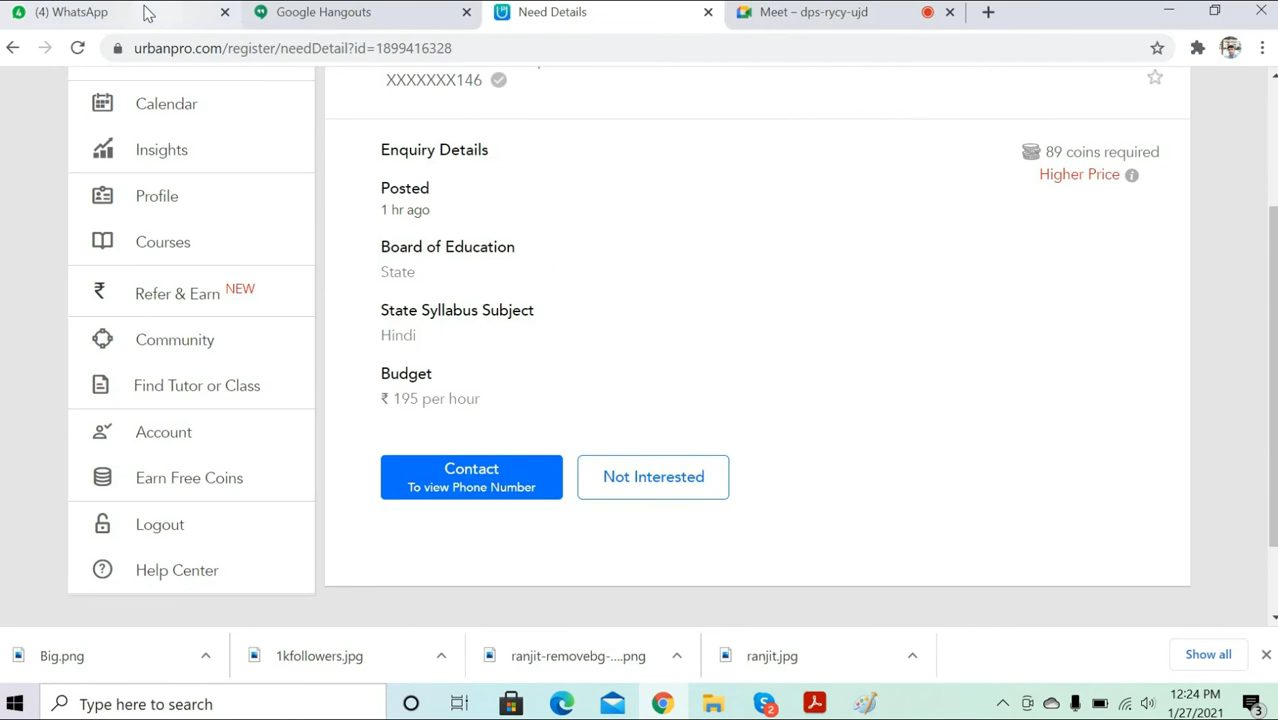 (4) WhatsApp
Google Hangouts
Need Details
Meet – dps-rycy-ujd
urbanpro.com/register/needDetail?id=1899416328
XXXXXXX146
Calendar
Insights
Profile
Courses
₹ Refer & Earn NEW
Community
Find Tutor or Class
Account
Earn Free Coins
Logout
Help Center
Enquiry Details
89 coins required
Higher Price
Posted
1 hr ago
Board of Education
State
State Syllabus Subject
Hindi
Budget
₹ 195 per hour
Contact
To view Phone Number
Not Interested
Big.png
1kfollowers.jpg
ranjit-removebg-....png
ranjit.jpg
Show all
Type here to search
2
12:24 PM
1/27/2021
3